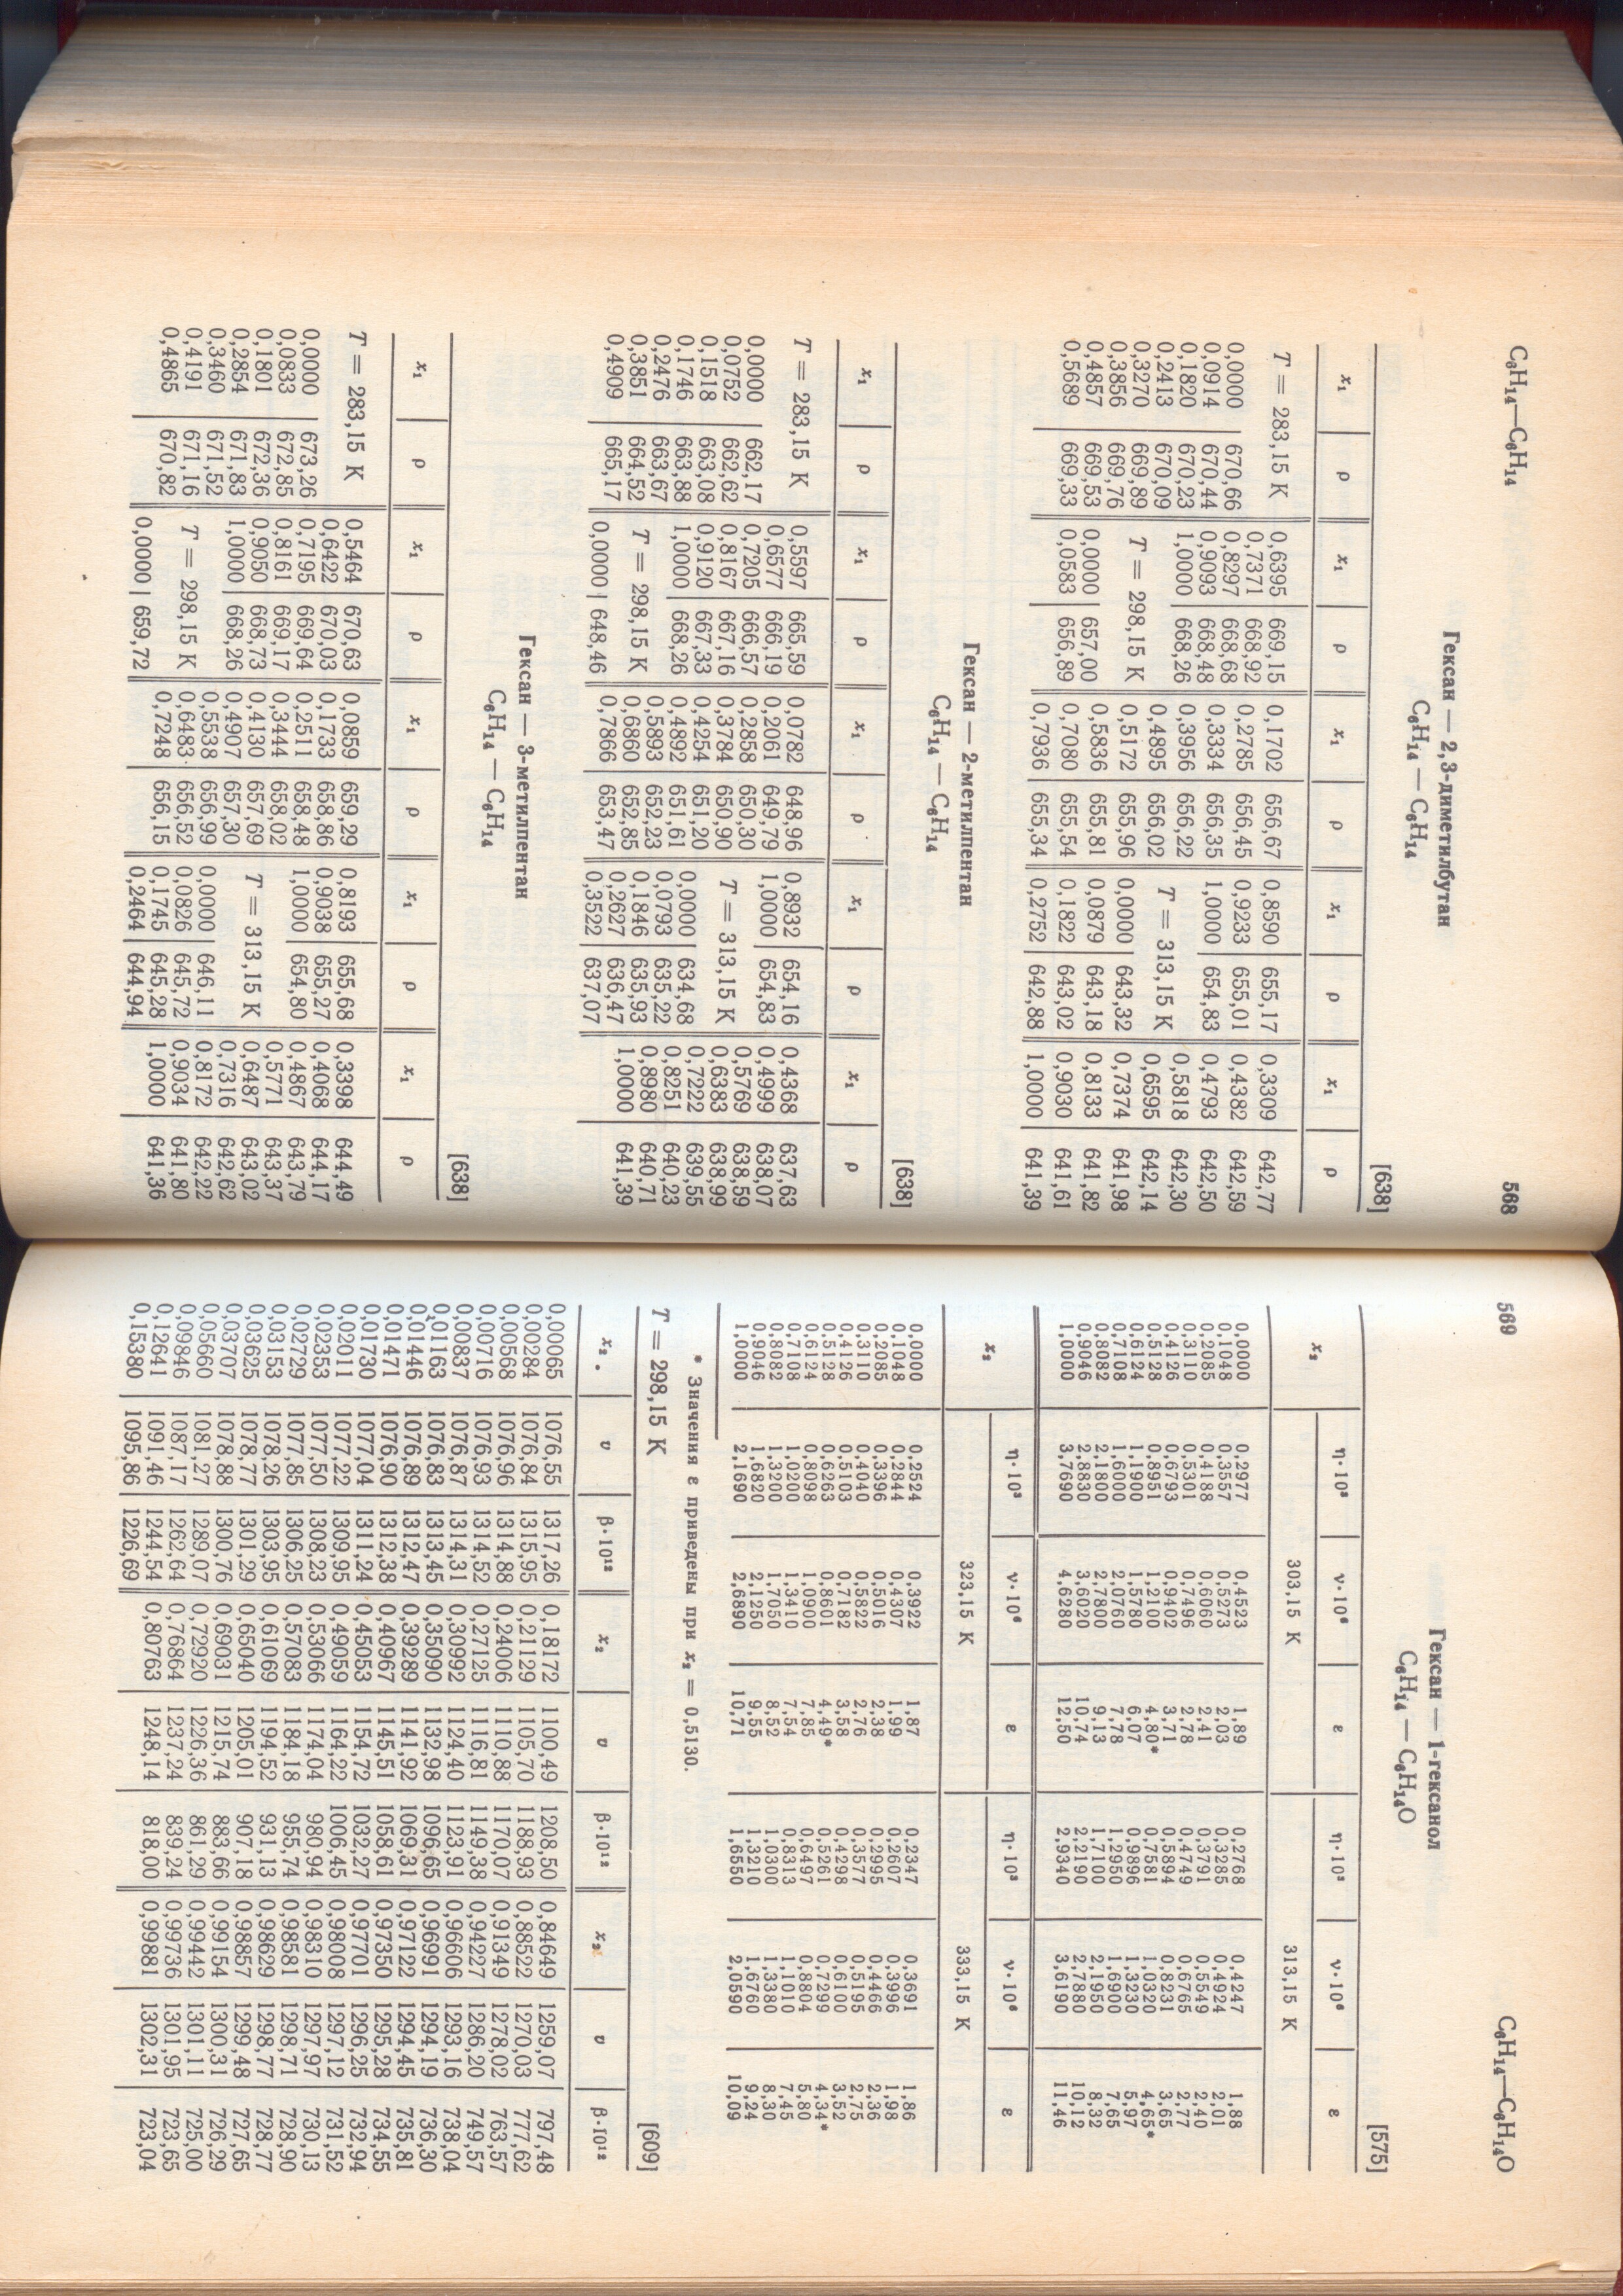 C₆H₁₄—C₆H₁₄ 568
Гексан — 2,3-диметилбутан
C₆H₁₄ — C₆H₁₄
[638]
x₁ ρ x₁ ρ x₁ ρ x₁ ρ x₁ ρ
T = 283,15 K 0,6395 669,15 0,1702 656,67 0,8590 655,17 0,3309 642,77
0,7371 668,92 0,2785 656,45 0,9233 655,01 0,4382 642,59
0,0000 670,66 0,8297 668,68 0,3334 656,35 1,0000 654,83 0,4793 642,50
0,0914 670,44 0,9093 668,48 0,3956 656,22 0,5818 642,30
0,1820 670,23 1,0000 668,26 0,4895 656,02 T = 313,15 K 0,6595 642,14
0,2413 670,09 0,5172 655,96 0,7374 641,98
0,3270 669,89 T = 298,15 K 0,5836 655,81 0,0000 643,32 0,8133 641,82
0,3856 669,76 0,7080 655,54 0,0879 643,18 0,9030 641,61
0,4857 669,53 0,0000 657,00 0,7936 655,34 0,1822 643,02 1,0000 641,39
0,5689 669,33 0,0583 656,89 0,2752 642,88
Гексан — 2-метилпентан
C₆H₁₄ — C₆H₁₄
[638]
x₁ ρ x₁ ρ x₁ ρ x₁ ρ x₁ ρ
T = 283,15 K 0,5597 665,59 0,0782 648,96 0,8932 654,16 0,4368 637,63
0,6577 666,19 0,2061 649,79 1,0000 654,83 0,4999 638,07
0,0000 662,17 0,7205 666,57 0,2858 650,30 0,5769 638,59
0,0752 662,62 0,8167 667,16 0,3784 650,90 T = 313,15 K 0,6383 638,99
0,1518 663,08 0,9120 667,33 0,4254 651,20 0,7222 639,55
0,1746 663,88 1,0000 668,26 0,4892 651,61 0,0000 634,68 0,8251 640,23
0,2476 663,67 0,5893 652,23 0,0793 635,22 0,8980 640,71
0,3851 664,52 T = 298,15 K 0,6860 652,85 0,1846 635,93 1,0000 641,39
0,4909 665,17 0,7866 653,47 0,2627 636,47
0,0000 648,46 0,3522 637,07
Гексан — 3-метилпентан
C₆H₁₄ — C₆H₁₄
[638]
x₁ ρ x₁ ρ x₁ ρ x₁ ρ x₁ ρ
T = 283,15 K 0,5464 670,63 0,0859 659,29 0,8193 655,68 0,3398 644,49
0,6422 670,03 0,1733 658,86 0,9038 655,27 0,4068 644,17
0,0000 673,26 0,7195 669,64 0,2511 658,48 1,0000 654,80 0,4867 643,79
0,0833 672,85 0,8161 669,17 0,3444 658,02 0,5771 643,37
0,1801 672,36 0,9050 668,73 0,4130 657,69 T = 313,15 K 0,6487 643,02
0,2854 671,83 1,0000 668,26 0,4907 657,30 0,7316 642,62
0,3460 671,52 0,5538 656,99 0,0000 646,11 0,8172 642,22
0,4191 671,16 T = 298,15 K 0,6483 656,52 0,0826 645,72 0,9034 641,80
0,4865 670,82 0,7248 656,15 0,1745 645,28 1,0000 641,36
0,0000 659,72 0,2464 644,94
569 C₆H₁₄—C₆H₁₄O
Гексан — 1-гексанол
C₆H₁₄ — C₆H₁₄O
[575]
x₂ η·10³ ν·10⁶ ε η·10³ ν·10⁶ ε
303,15 K 313,15 K
0,0000 0,2977 0,4523 1,89 0,2768 0,4247 1,88
0,1048 0,3557 0,5273 2,03 0,3285 0,4924 2,01
0,2085 0,4188 0,6060 2,41 0,3791 0,5549 2,40
0,3110 0,5301 0,7496 2,78 0,4749 0,6765 2,77
0,4126 0,6793 0,9402 3,71 0,5894 0,8231 3,65
0,5128 0,8951 1,2100 4,80* 0,7581 1,0320 4,65*
0,6124 1,1900 1,5780 6,07 0,9896 1,3230 5,97
0,7108 1,6000 2,0760 7,78 1,2950 1,6900 7,65
0,8082 2,1800 2,7800 9,13 1,7100 2,1950 8,32
0,9046 2,8830 3,6020 10,74 2,2190 2,7880 10,12
1,0000 3,7690 4,6280 12,50 2,9340 3,6190 11,46
x₂ η·10³ ν·10⁶ ε η·10³ ν·10⁶ ε
323,15 K 333,15 K
0,0000 0,2524 0,3922 1,87 0,2347 0,3691 1,86
0,1048 0,2844 0,4307 1,99 0,2607 0,3996 1,98
0,2085 0,3396 0,5016 2,38 0,2995 0,4466 2,36
0,3110 0,4040 0,5822 2,76 0,3577 0,5195 2,75
0,4126 0,5103 0,7182 3,58 0,4298 0,6100 3,52
0,5128 0,6263 0,8601 4,49* 0,5261 0,7299 4,34*
0,6124 0,8098 1,0900 7,85 0,6497 0,8804 5,80
0,7108 1,0200 1,3410 7,54 0,8313 1,1010 7,45
0,8082 1,3200 1,7050 8,52 1,0300 1,3380 8,30
0,9046 1,6820 2,1250 9,55 1,3210 1,6760 9,24
1,0000 2,1690 2,6890 10,71 1,6550 2,0590 10,09
* Значения ε приведены при x₂ = 0,5130.
T = 298,15 K [609]
x₂ υ β·10¹² x₂ υ β·10¹² x₂ υ β·10¹²
0,00065 1076,55 1317,26 0,18172 1100,49 1208,50 0,84649 1259,07 797,48
0,00284 1076,84 1315,95 0,21129 1105,70 1188,93 0,88522 1270,03 777,62
0,00568 1076,96 1314,88 0,24006 1110,88 1170,07 0,91349 1278,02 763,57
0,00716 1076,93 1314,52 0,27125 1116,81 1149,38 0,94227 1286,20 749,57
0,00837 1076,87 1314,31 0,30992 1124,40 1123,91 0,96606 1293,16 738,04
0,01163 1076,83 1313,45 0,35090 1132,98 1096,65 0,96991 1294,19 736,30
0,01446 1076,89 1312,47 0,39289 1141,92 1069,31 0,97122 1294,45 735,81
0,01471 1076,90 1312,38 0,40967 1145,51 1058,61 0,97350 1295,28 734,55
0,01730 1077,04 1311,24 0,45053 1154,72 1032,27 0,97701 1296,25 732,94
0,02011 1077,22 1309,95 0,49059 1164,22 1006,45 0,98008 1297,12 731,52
0,02353 1077,50 1308,23 0,53066 1174,04 980,94 0,98310 1297,97 730,13
0,02729 1077,85 1306,25 0,57083 1184,18 955,74 0,98581 1298,71 728,90
0,03153 1078,26 1303,95 0,61069 1194,52 931,13 0,98629 1298,77 728,77
0,03625 1078,77 1301,29 0,65040 1205,01 907,18 0,98857 1299,48 727,65
0,03707 1078,88 1300,76 0,69031 1215,74 883,66 0,99154 1300,31 726,29
0,05660 1081,27 1289,07 0,72920 1226,36 861,29 0,99442 1301,11 725,00
0,09846 1087,17 1262,64 0,76864 1237,24 839,24 0,99736 1301,95 723,65
0,12641 1091,46 1244,54 0,80763 1248,14 818,00 0,99881 1302,31 723,04
0,15380 1095,86 1226,69